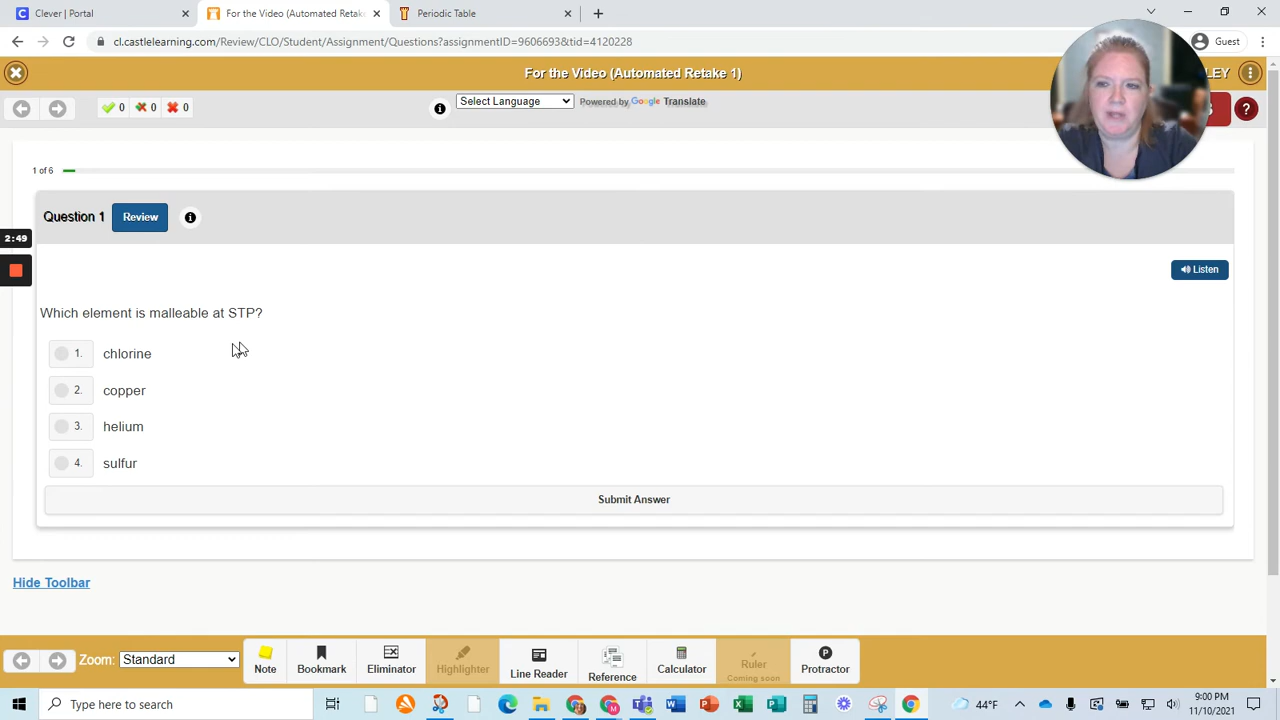 Clever | Portal
For the Video (Automated Retake
Periodic Table
cl.castlelearning.com/Review/CLO/Student/Assignment/Questions?assignmentID=9606693&tid=4120228
Guest
For the Video (Automated Retake 1)
LEY
0 0 0
Select Language
Powered by Google Translate
?
1 of 6
Question 1 Review
2:49
Listen
Which element is malleable at STP?
1. chlorine
2. copper
3. helium
4. sulfur
Submit Answer
Hide Toolbar
Zoom: Standard
Note
Bookmark
Eliminator
Highlighter
Line Reader
Reference
Calculator
Ruler
Coming soon
Protractor
Type here to search
44°F
9:00 PM
11/10/2021